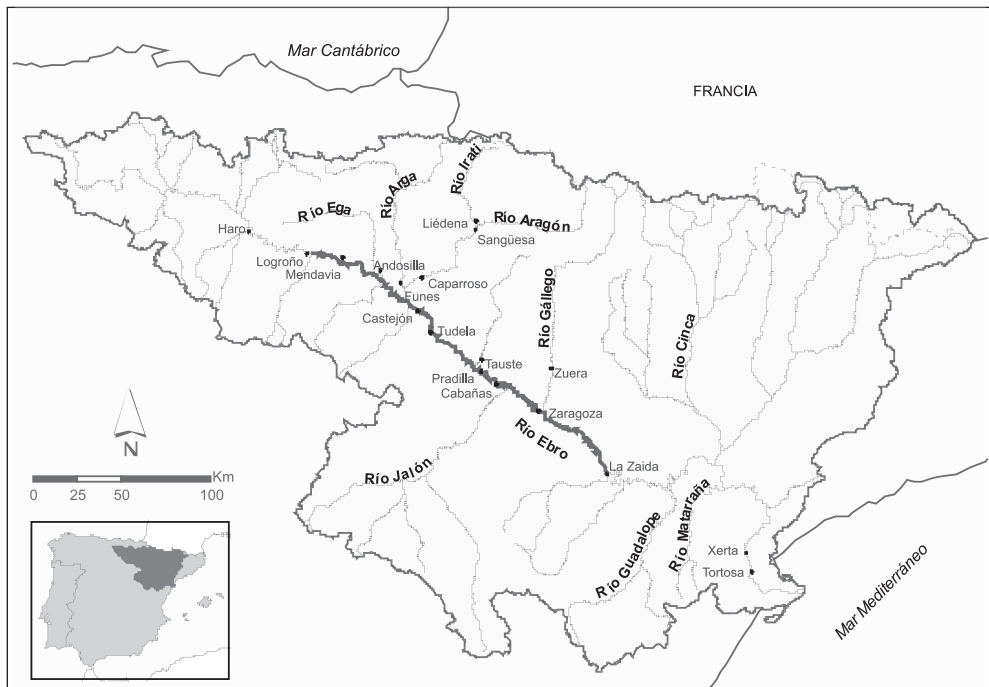 Mar Cantábrico
FRANCIA
Río Irati
Río Arga
Río Ega
Río Aragón
Liédena
Sangüesa
Haro
Logroño
Mendavia
Andosilla
Caparroso
Funes
Castejón
Tudela
Río Gállego
Río Cinca
Tauste
Pradilla
Cabañas
Zuera
Zaragoza
Río Ebro
La Zaida
Río Jalón
N
Km
0 25 50 100
Río Guadalope
Río Matarraña
Xerta
Tortosa
Mar Mediterráneo